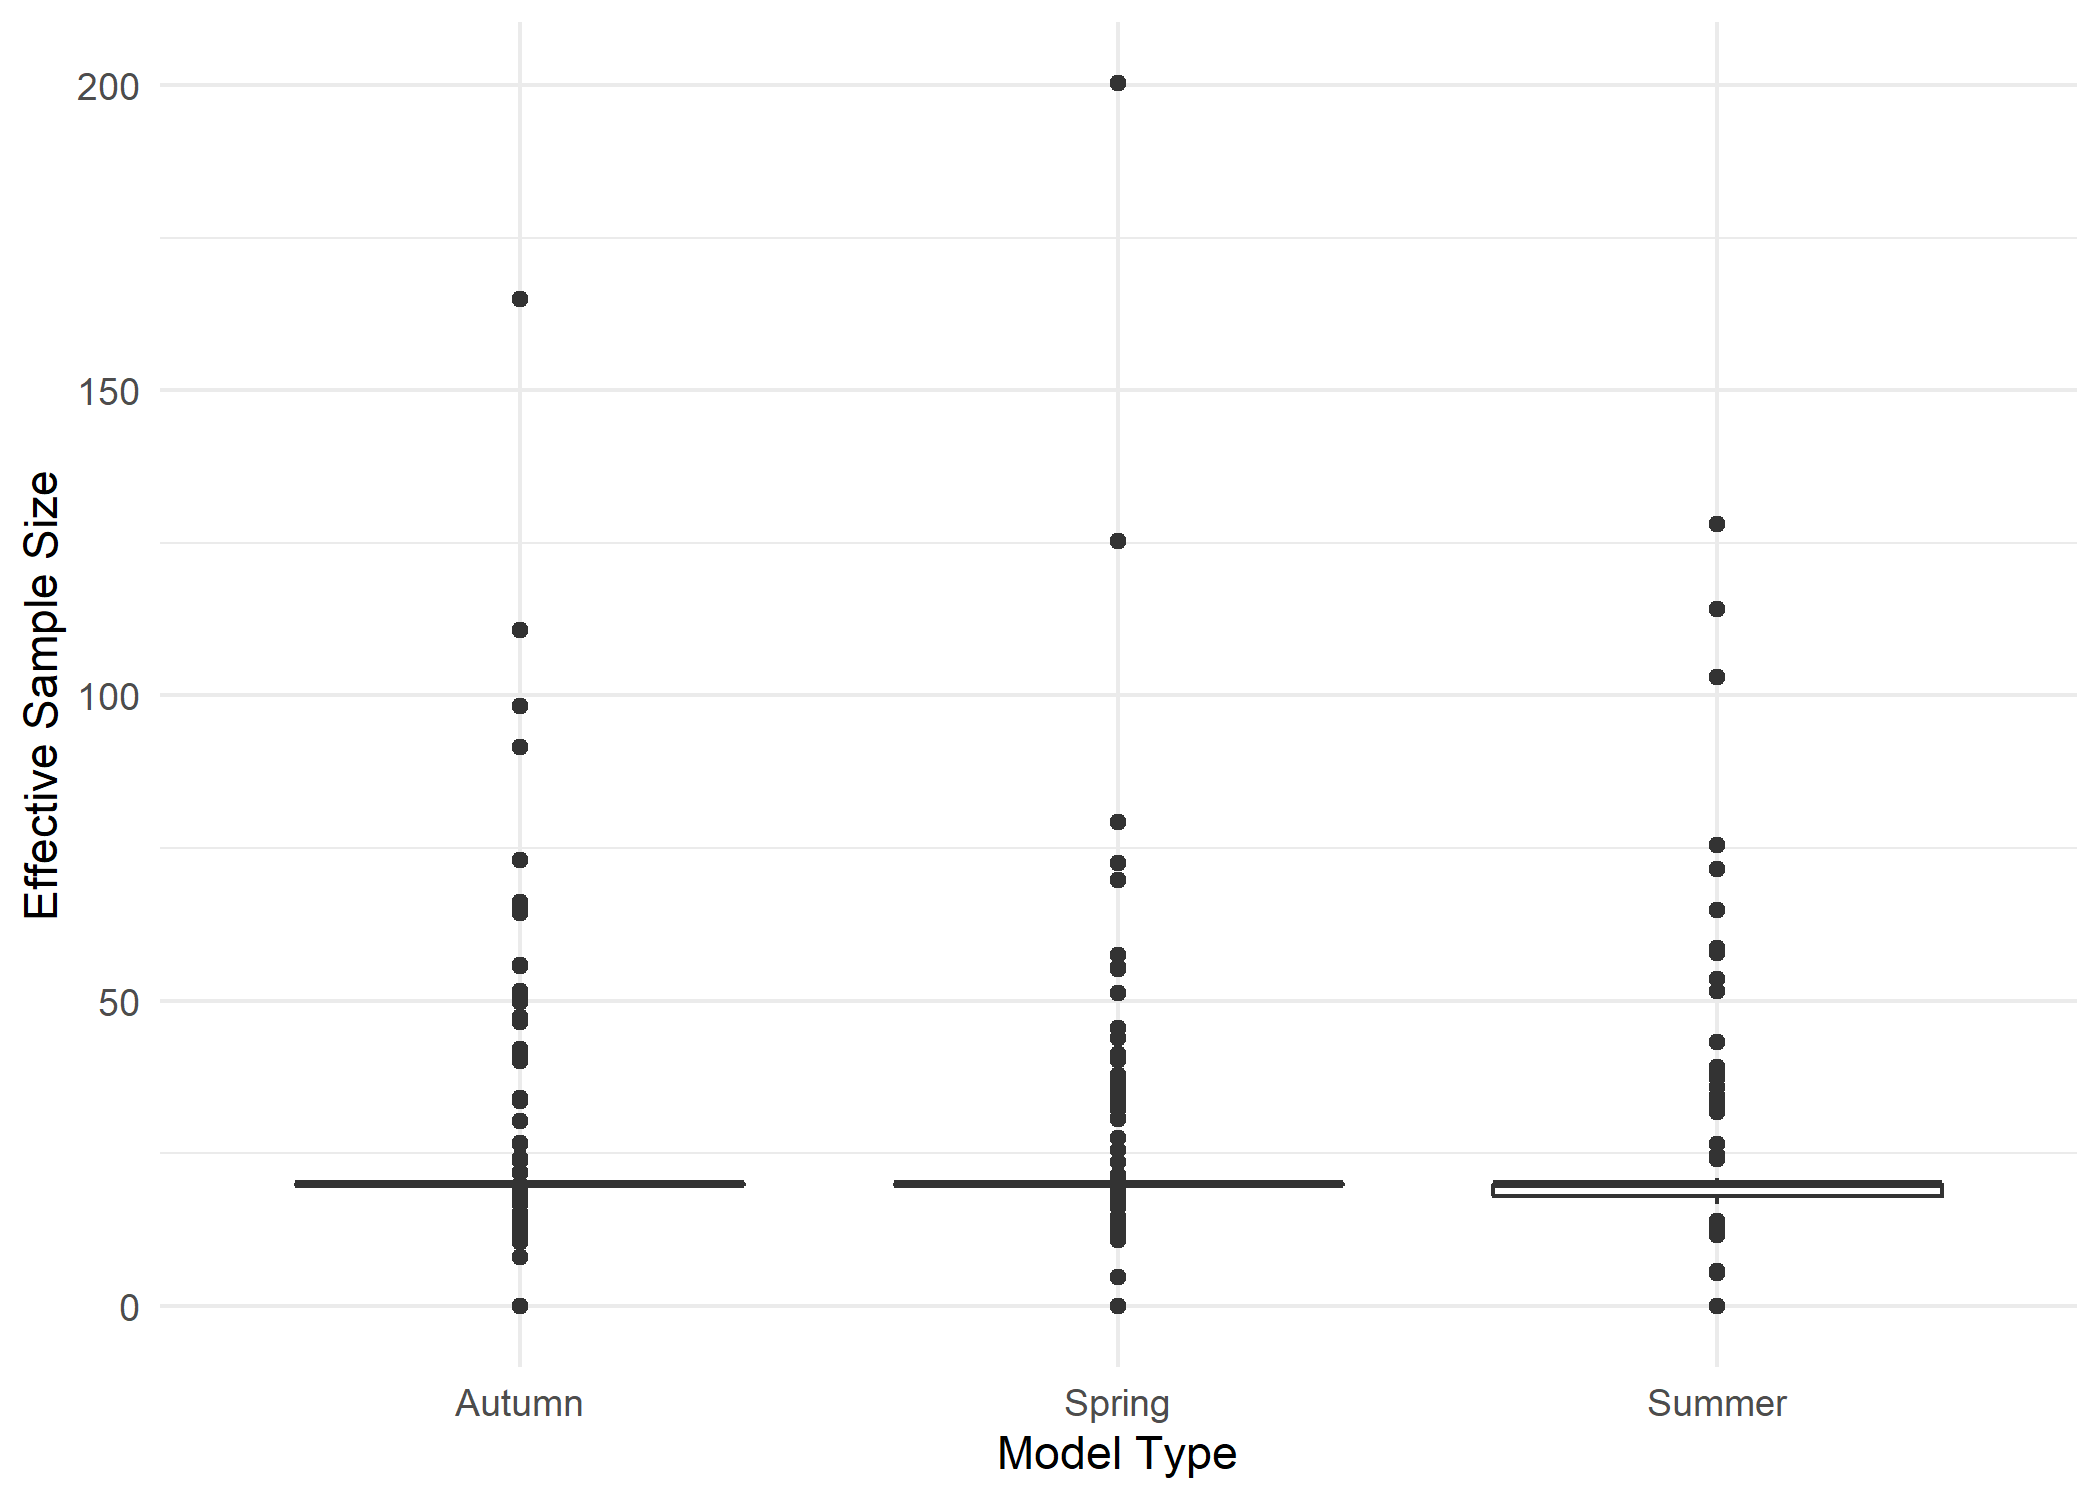 Effective Sample Size
200
150
100
50
0
Autumn
Spring
Summer
Model Type